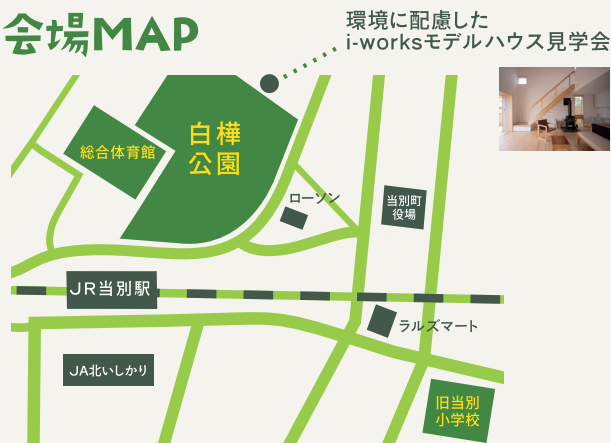 会場MAP
環境に配慮した
i-worksモデルハウス見学会
白樺
公園
総合体育館
ローソン
当別町
役場
JR当別駅
ラルズマート
JA北いしかり
旧当別
小学校